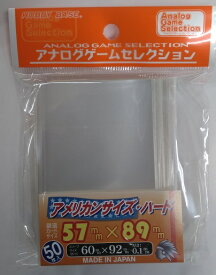 HOBBY BASE
Analog
Game
Selection
Analog
Game
Selection
ANALOG GAME SELECTION
アナログゲームセレクション
アメリカンサイズ・ハード
57mm×89mm
50
60mm×92mm 0.1mm
MADE IN JAPAN